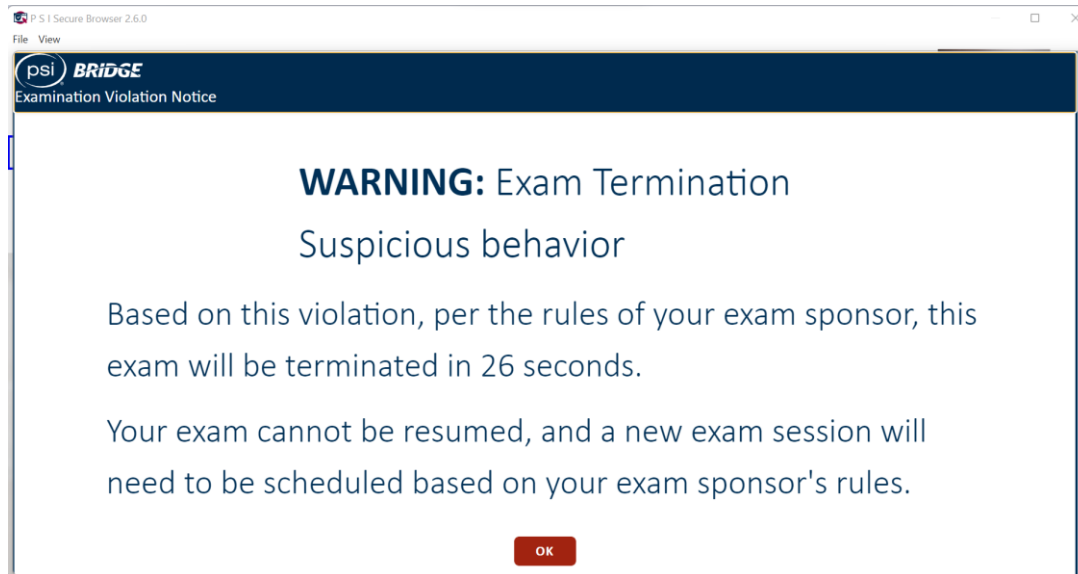 P S I Secure Browser 2.6.0
File View
psi BRIDGE
Examination Violation Notice
WARNING: Exam Termination
Suspicious behavior
Based on this violation, per the rules of your exam sponsor, this
exam will be terminated in 26 seconds.
Your exam cannot be resumed, and a new exam session will
need to be scheduled based on your exam sponsor's rules.
OK